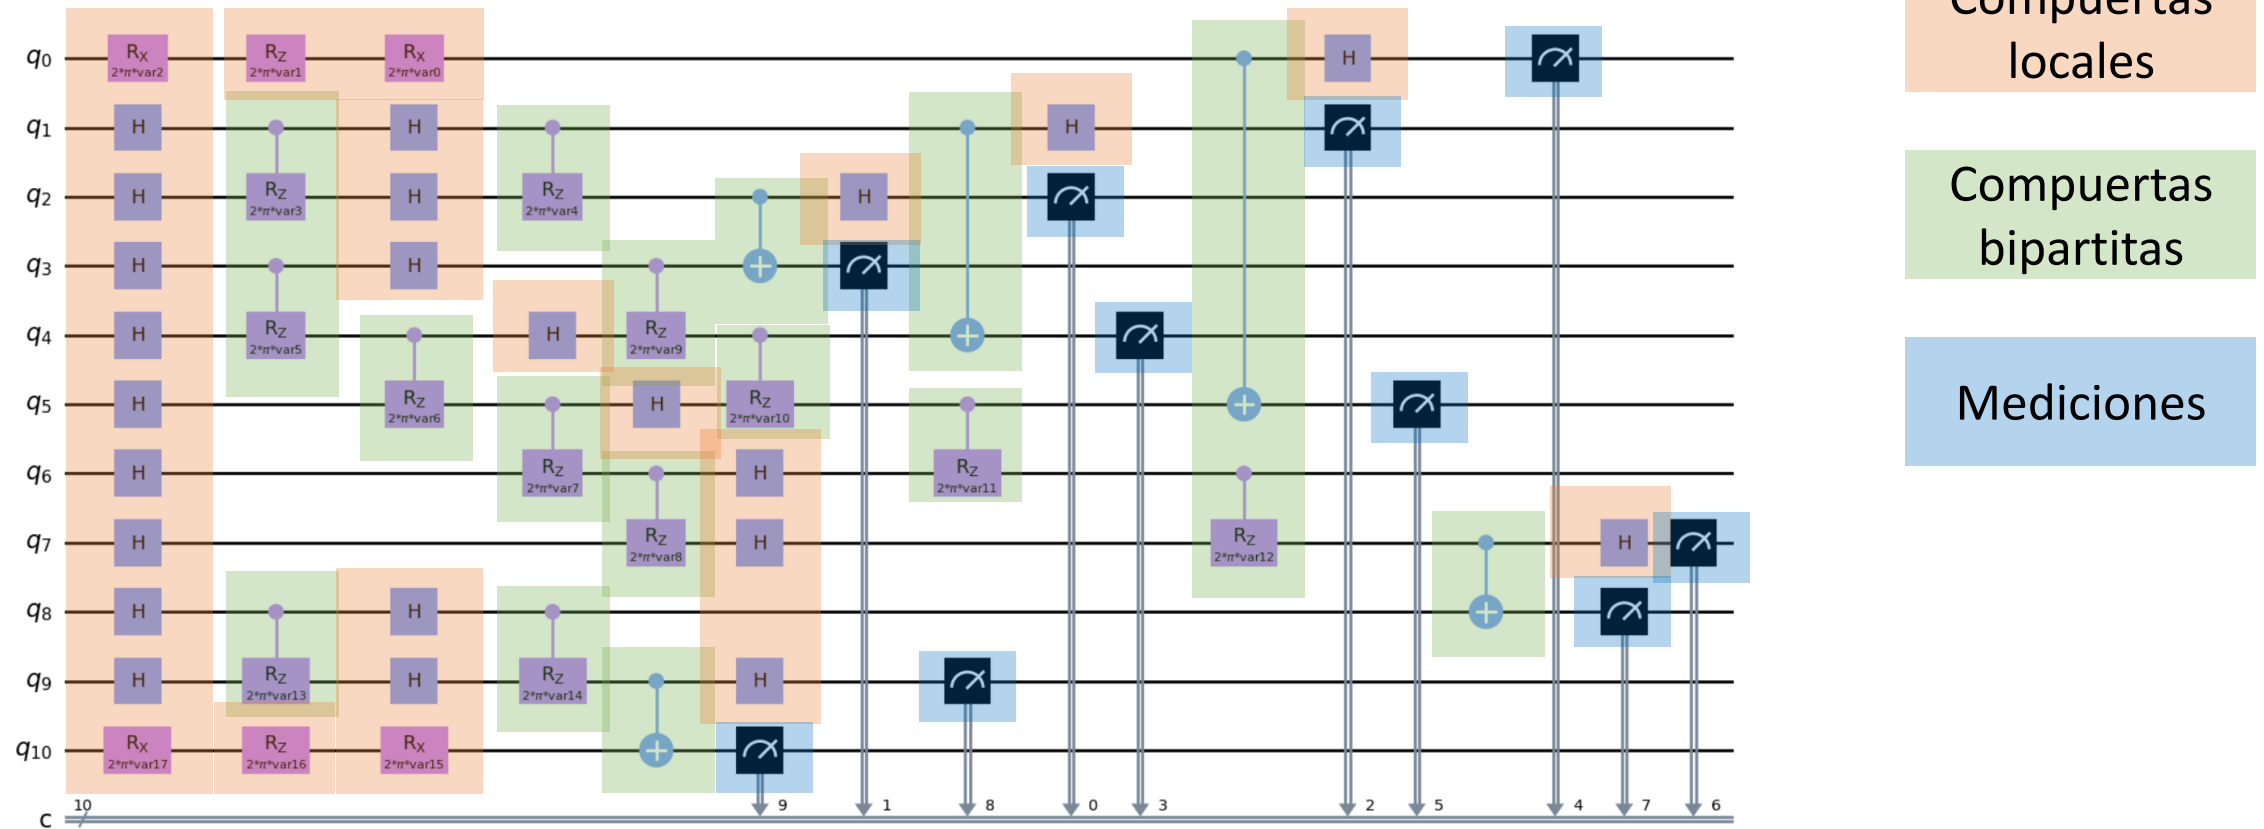 q0 RX 2*π*var2 RZ 2*π*var1 RX 2*π*var0 H
q1 H H H
q2 H RZ 2*π*var3 H RZ 2*π*var4 H
q3 H H
q4 H RZ 2*π*var5 H RZ 2*π*var9
q5 H RZ 2*π*var6 H RZ 2*π*var10
q6 H RZ 2*π*var7 H RZ 2*π*var11
q7 H RZ 2*π*var8 H RZ 2*π*var12 H
q8 H H
q9 H RZ 2*π*var13 H RZ 2*π*var14 H
q10 RX 2*π*var17 RZ 2*π*var16 RX 2*π*var15
10 9 1 8 0 3 2 5 4 7 6
c
Compuertas
locales
Compuertas
bipartitas
Mediciones